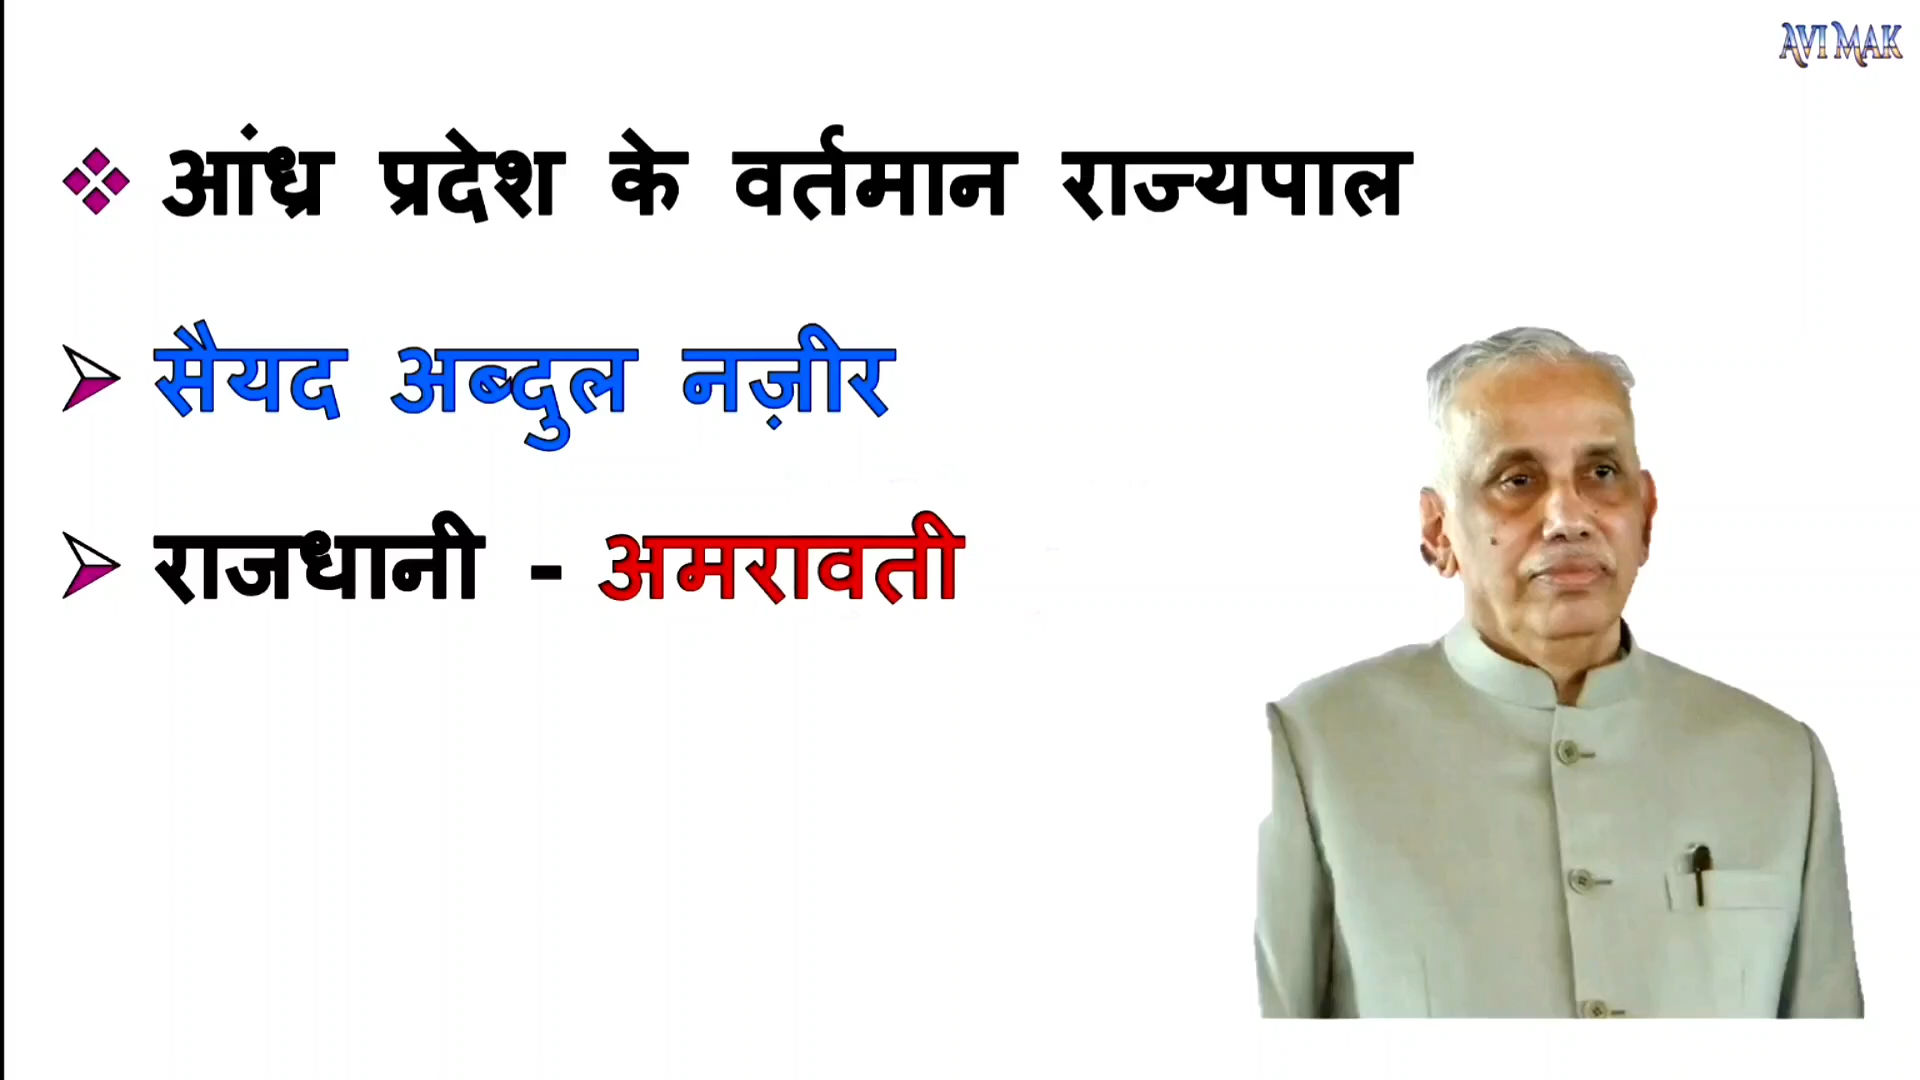 AVI MAK
आंध्र प्रदेश के वर्तमान राज्यपाल
सैयद अब्दुल नज़ीर
राजधानी - अमरावती